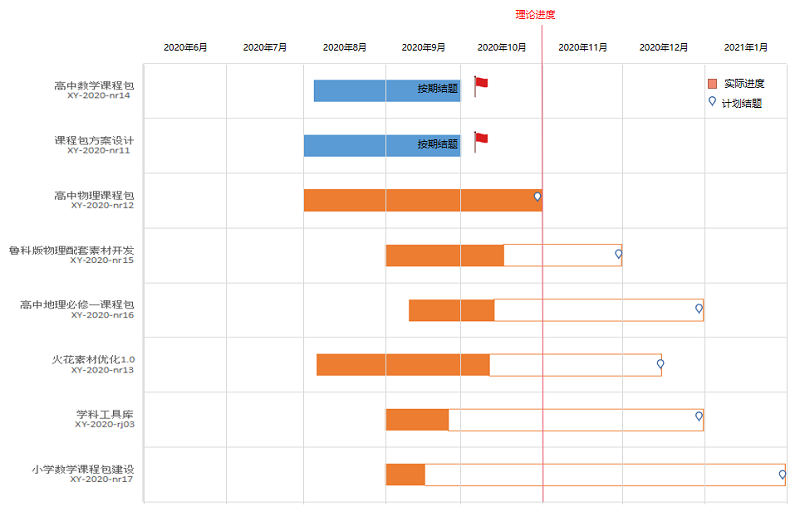 理论进度
2020年6月 2020年7月 2020年8月 2020年9月 2020年10月 2020年11月 2020年12月 2021年1月
高中数学课程包
XY-2020-nr14
按期结题
实际进度
计划结题
课程包方案设计
XY-2020-nr11
按期结题
高中物理课程包
XY-2020-nr12
鲁科版物理配套素材开发
XY-2020-nr15
高中地理必修一课程包
XY-2020-nr16
火花素材优化1.0
XY-2020-nr13
学科工具库
XY-2020-rj03
小学数学课程包建设
XY-2020-nr17